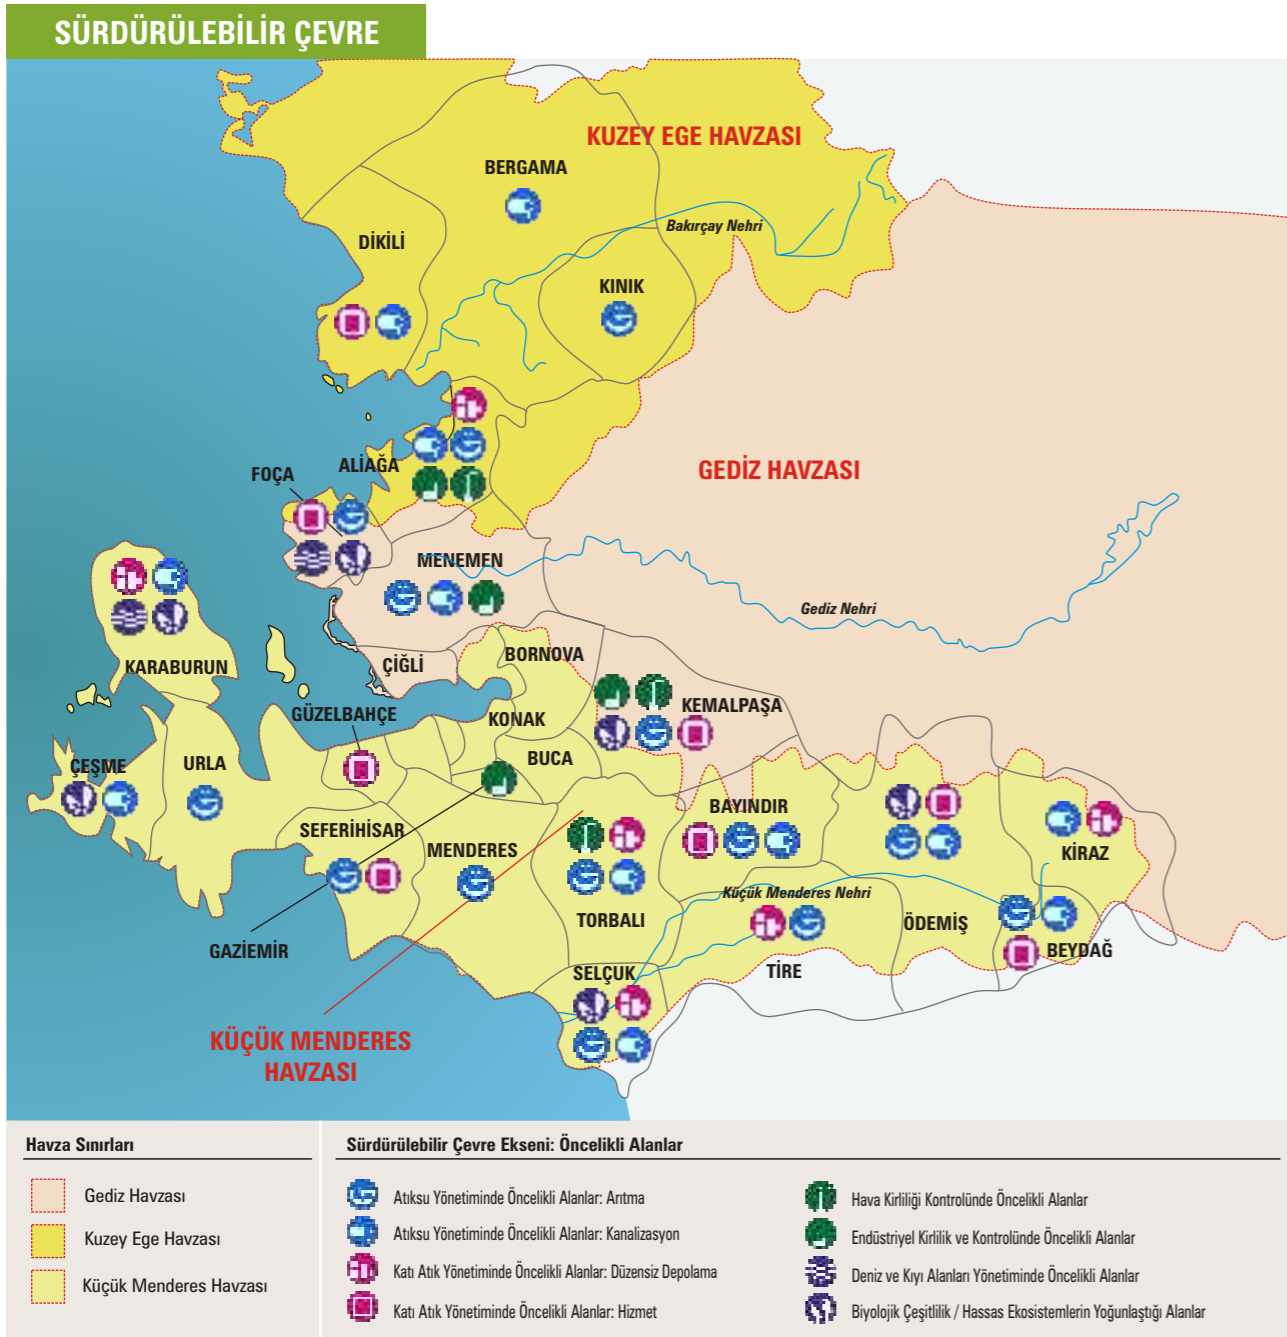 SÜRDÜRÜLEBİLİR ÇEVRE
KUZEY EGE HAVZASI
BERGAMA
Bakırçay Nehri
DİKİLİ
KINIK
GEDİZ HAVZASI
ALİAĞA
FOÇA
MENEMEN
Gediz Nehri
BORNOVA
ÇİĞLİ
KARABURUN
KEMALPAŞA
GÜZELBAHÇE
KONAK
BUCA
ÇEŞME
URLA
BAYINDIR
SEFERİHİSAR
MENDERES
KİRAZ
Küçük Menderes Nehri
TORBALI
ÖDEMİŞ
GAZİEMİR
BEYDAĞ
SELÇUK
TİRE
KÜÇÜK MENDERES
HAVZASI
Havza Sınırları
Gediz Havzası
Kuzey Ege Havzası
Küçük Menderes Havzası
Sürdürülebilir Çevre Ekseni: Öncelikli Alanlar
Atıksu Yönetiminde Öncelikli Alanlar: Arıtma
Atıksu Yönetiminde Öncelikli Alanlar: Kanalizasyon
Katı Atık Yönetiminde Öncelikli Alanlar: Düzensiz Depolama
Katı Atık Yönetiminde Öncelikli Alanlar: Hizmet
Hava Kirliliği Kontrolünde Öncelikli Alanlar
Endüstriyel Kirlilik ve Kontrolünde Öncelikli Alanlar
Deniz ve Kıyı Alanları Yönetiminde Öncelikli Alanlar
Biyolojik Çeşitlilik / Hassas Ekosistemlerin Yoğunlaştığı Alanlar